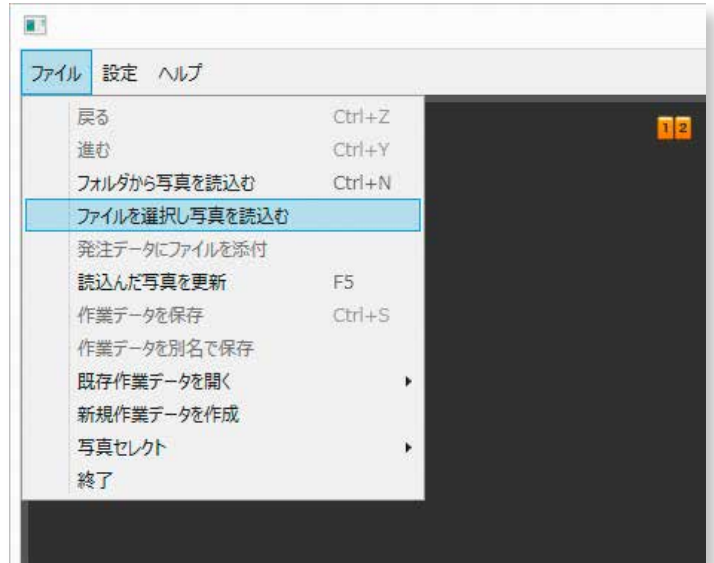 ファイル 設定 ヘルプ
戻る Ctrl+Z
進む Ctrl+Y
フォルダから写真を読込む Ctrl+N
ファイルを選択し写真を読込む
発注データにファイルを添付
読込んだ写真を更新 F5
作業データを保存 Ctrl+S
作業データを別名で保存
既存作業データを開く
新規作業データを作成
写真セレクト
終了
1 2